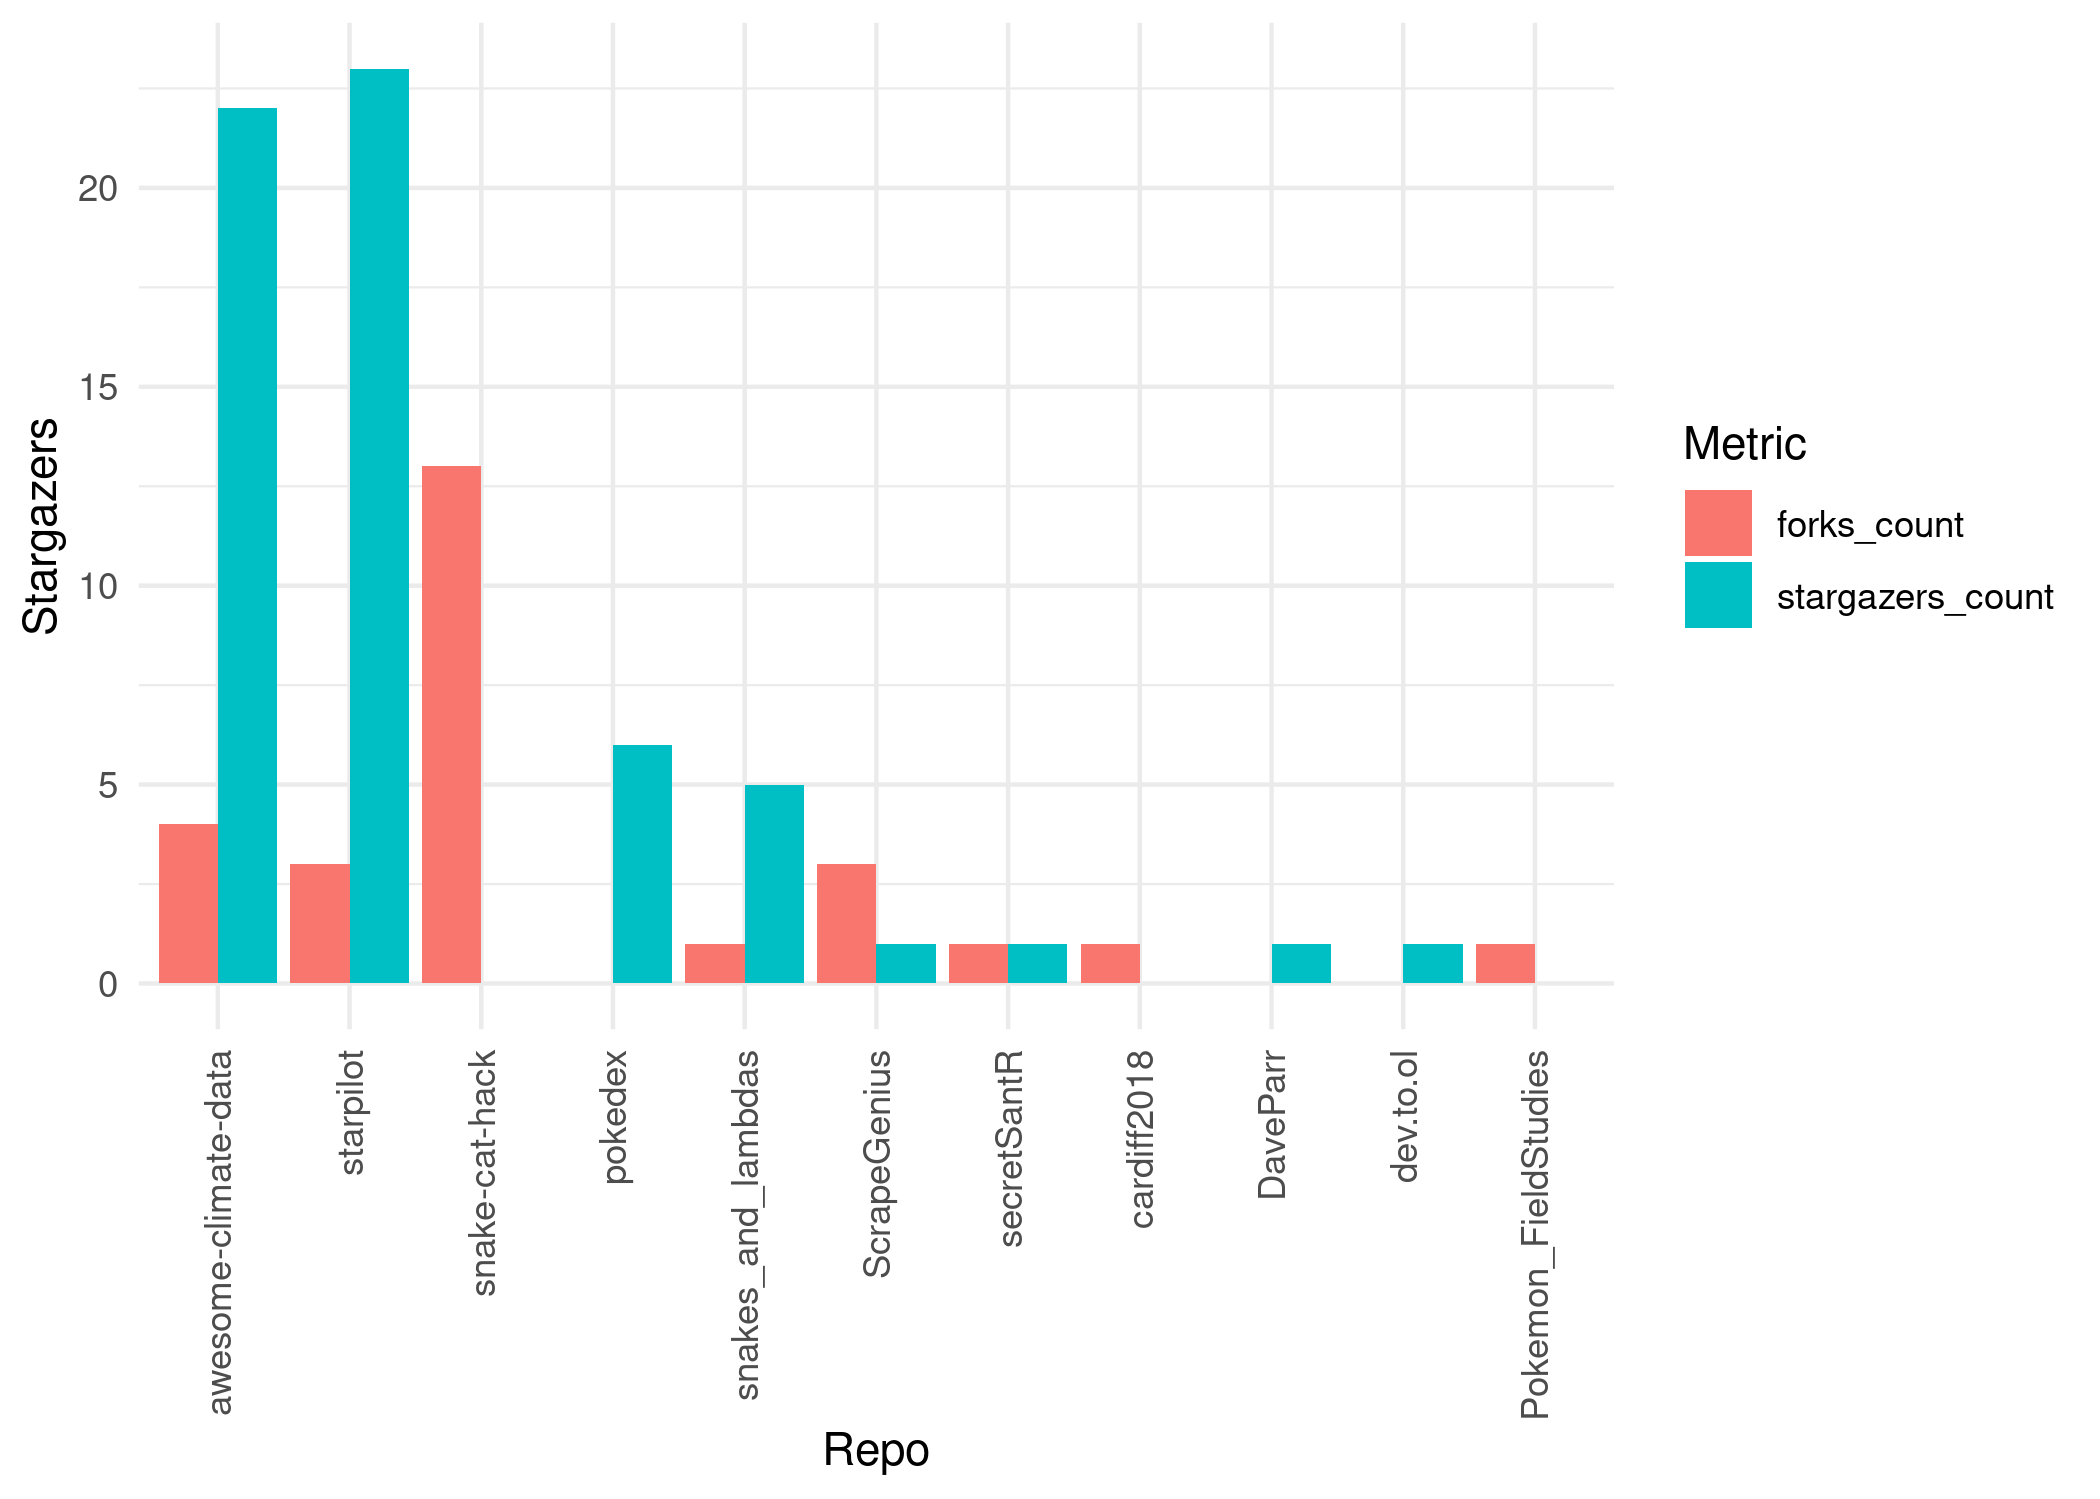 Stargazers
20
15
10
5
0
awesome-climate-data
starpilot
snake-cat-hack
pokedex
snakes_and_lambdas
ScrapeGenius
secretSantR
cardiff2018
DaveParr
dev.to.ol
Pokemon_FieldStudies
Repo
Metric
forks_count
stargazers_count